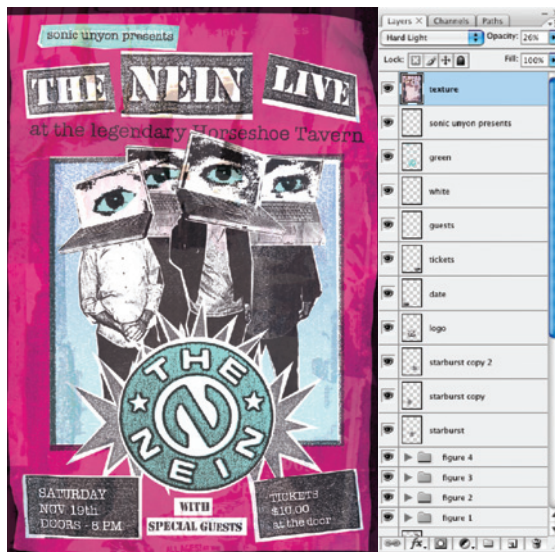 sonic unyon presents
THE NEIN LIVE
at the legendary Horseshoe Tavern
THE
NEIN
SATURDAY
NOV 19th
DOORS - 8 PM
WITH
SPECIAL GUESTS
TICKETS
$10.00
at the door
Layers × Channels Paths
Hard Light Opacity: 26%
Lock: Fill: 100%
texture
sonic unyon presents
green
white
guests
tickets
date
logo
starburst copy 2
starburst copy
starburst
figure 4
figure 3
figure 2
figure 1
fx.